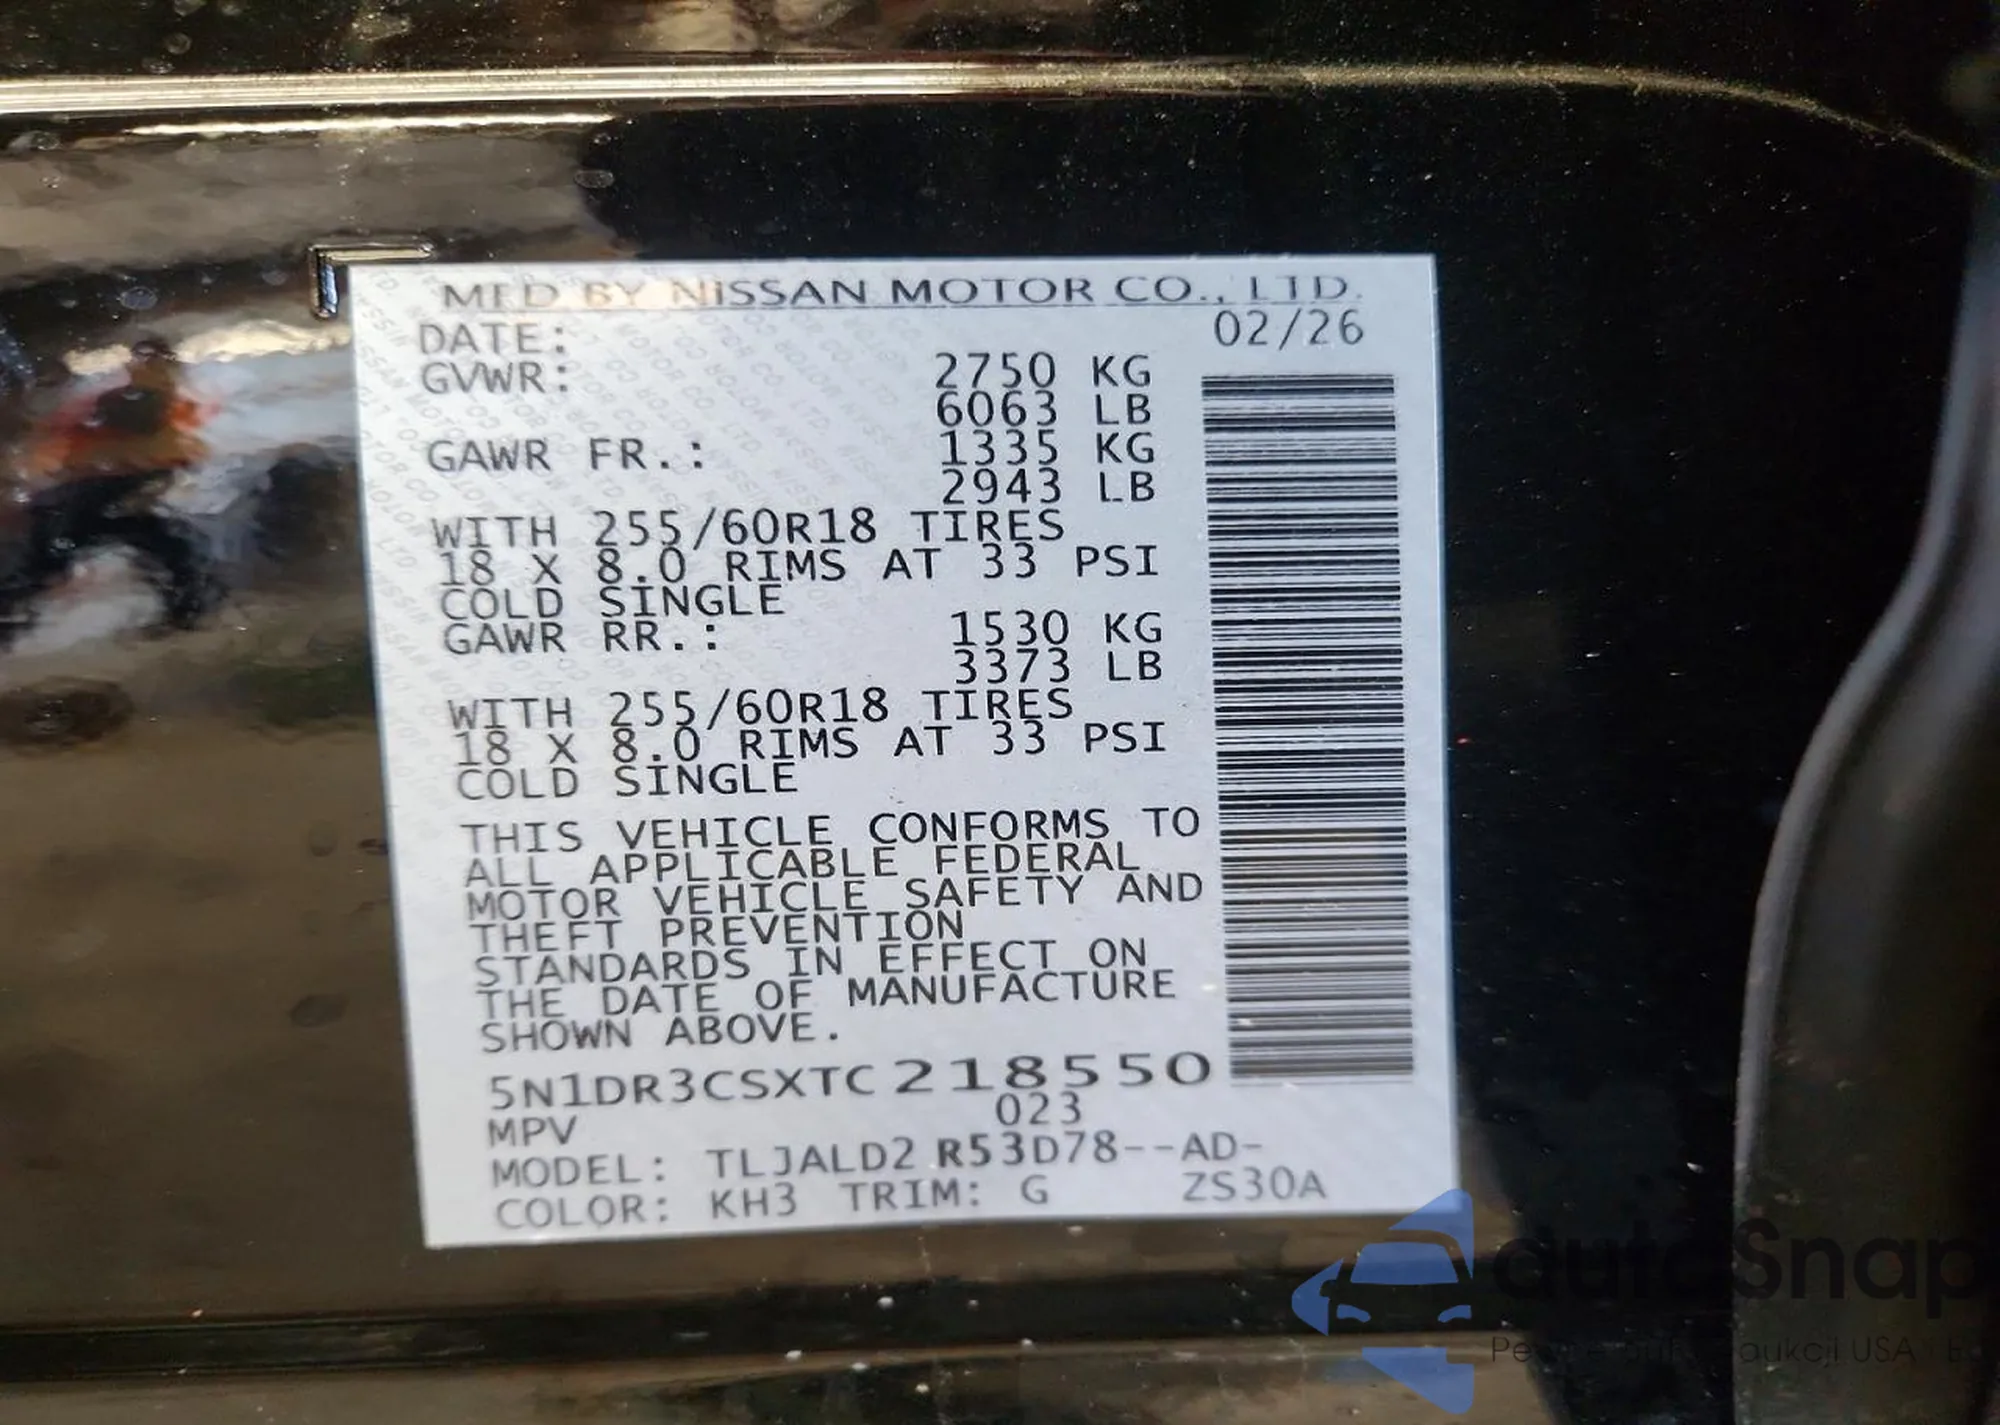 MFD BY NISSAN MOTOR CO., LTD.
DATE: 02/26
GVWR: 2750 KG
6063 LB
GAWR FR.: 1335 KG
2943 LB
WITH 255/60R18 TIRES
18 X 8.0 RIMS AT 33 PSI
COLD SINGLE
GAWR RR.: 1530 KG
3373 LB
WITH 255/60R18 TIRES
18 X 8.0 RIMS AT 33 PSI
COLD SINGLE
THIS VEHICLE CONFORMS TO
ALL APPLICABLE FEDERAL
MOTOR VEHICLE SAFETY AND
THEFT PREVENTION
STANDARDS IN EFFECT ON
THE DATE OF MANUFACTURE
SHOWN ABOVE.
5N1DR3CSXTC218550
MPV 023
MODEL: TLJALD2 R53D78--AD-
COLOR: KH3 TRIM: G ZS30A
autoSnap
aukcji USA